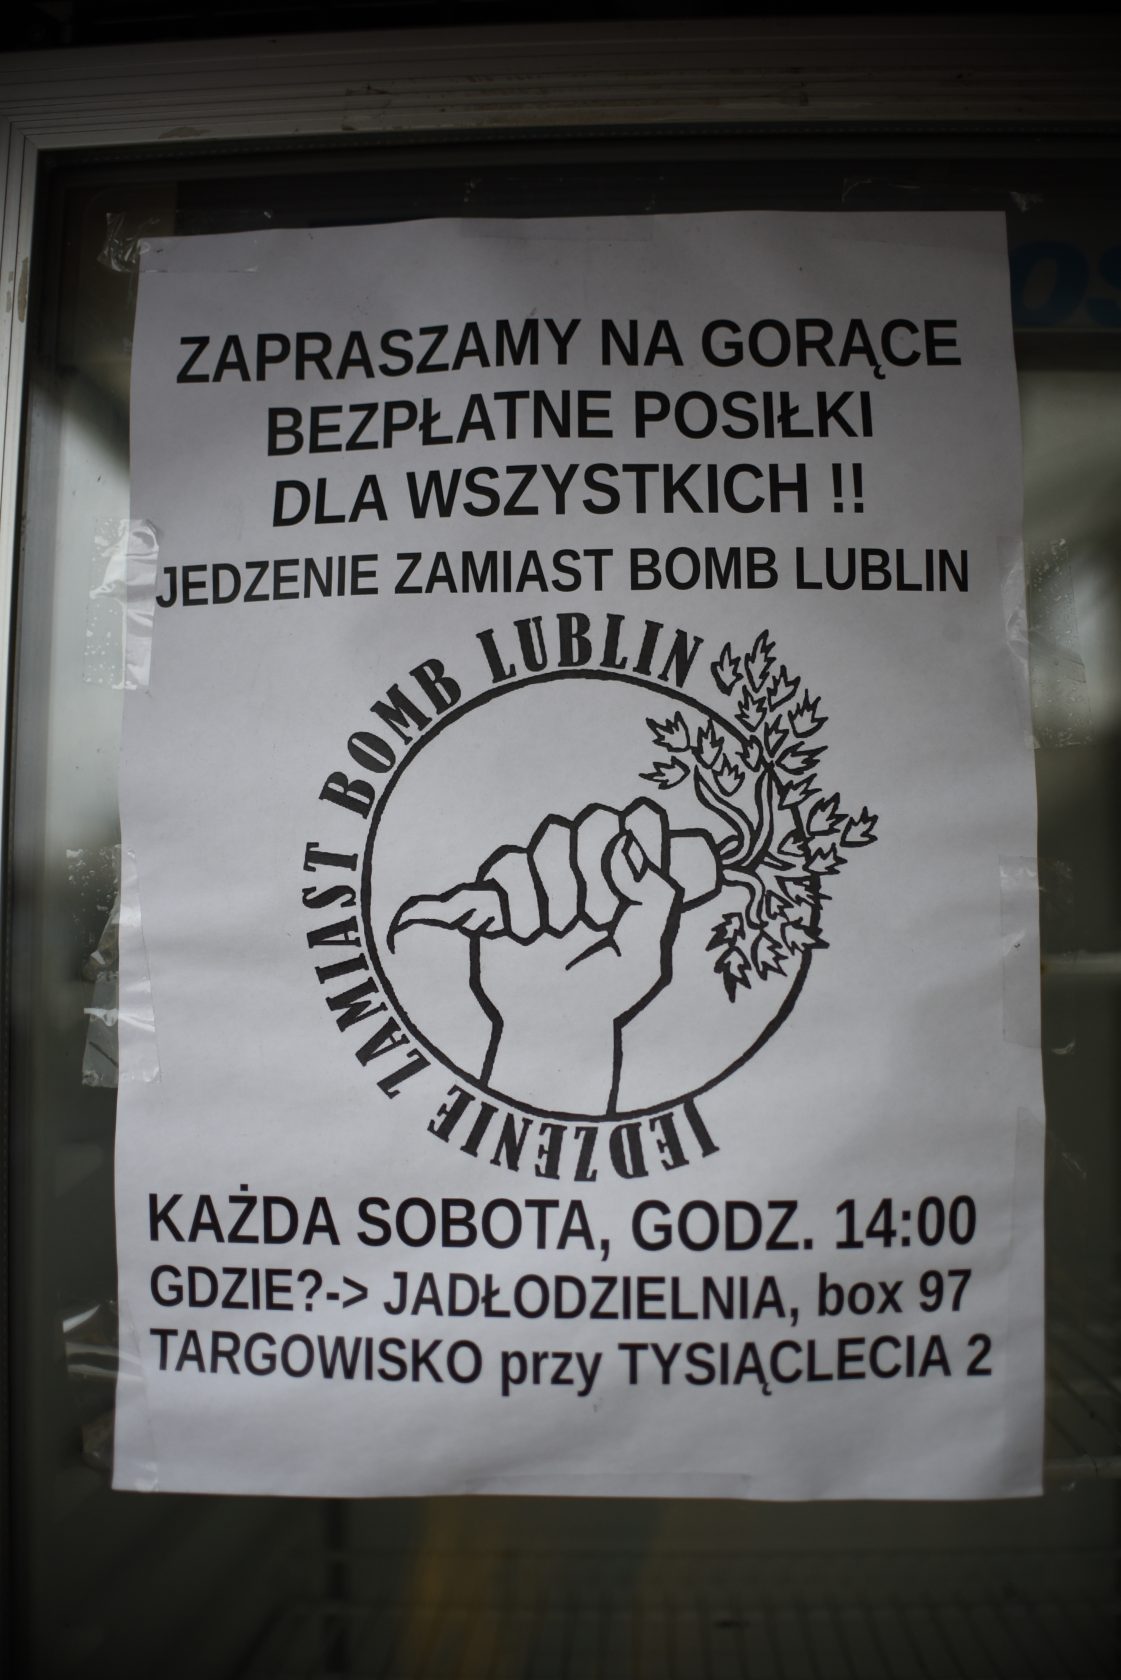 ZAPRASZAMY NA GORĄCE
BEZPŁATNE POSIŁKI
DLA WSZYSTKICH !!
JEDZENIE ZAMIAST BOMB LUBLIN
JEDZENIE ZAMIAST BOMB LUBLIN
KAŻDA SOBOTA, GODZ. 14:00
GDZIE?-> JADŁODZIELNIA, box 97
TARGOWISKO przy TYSIĄCLECIA 2